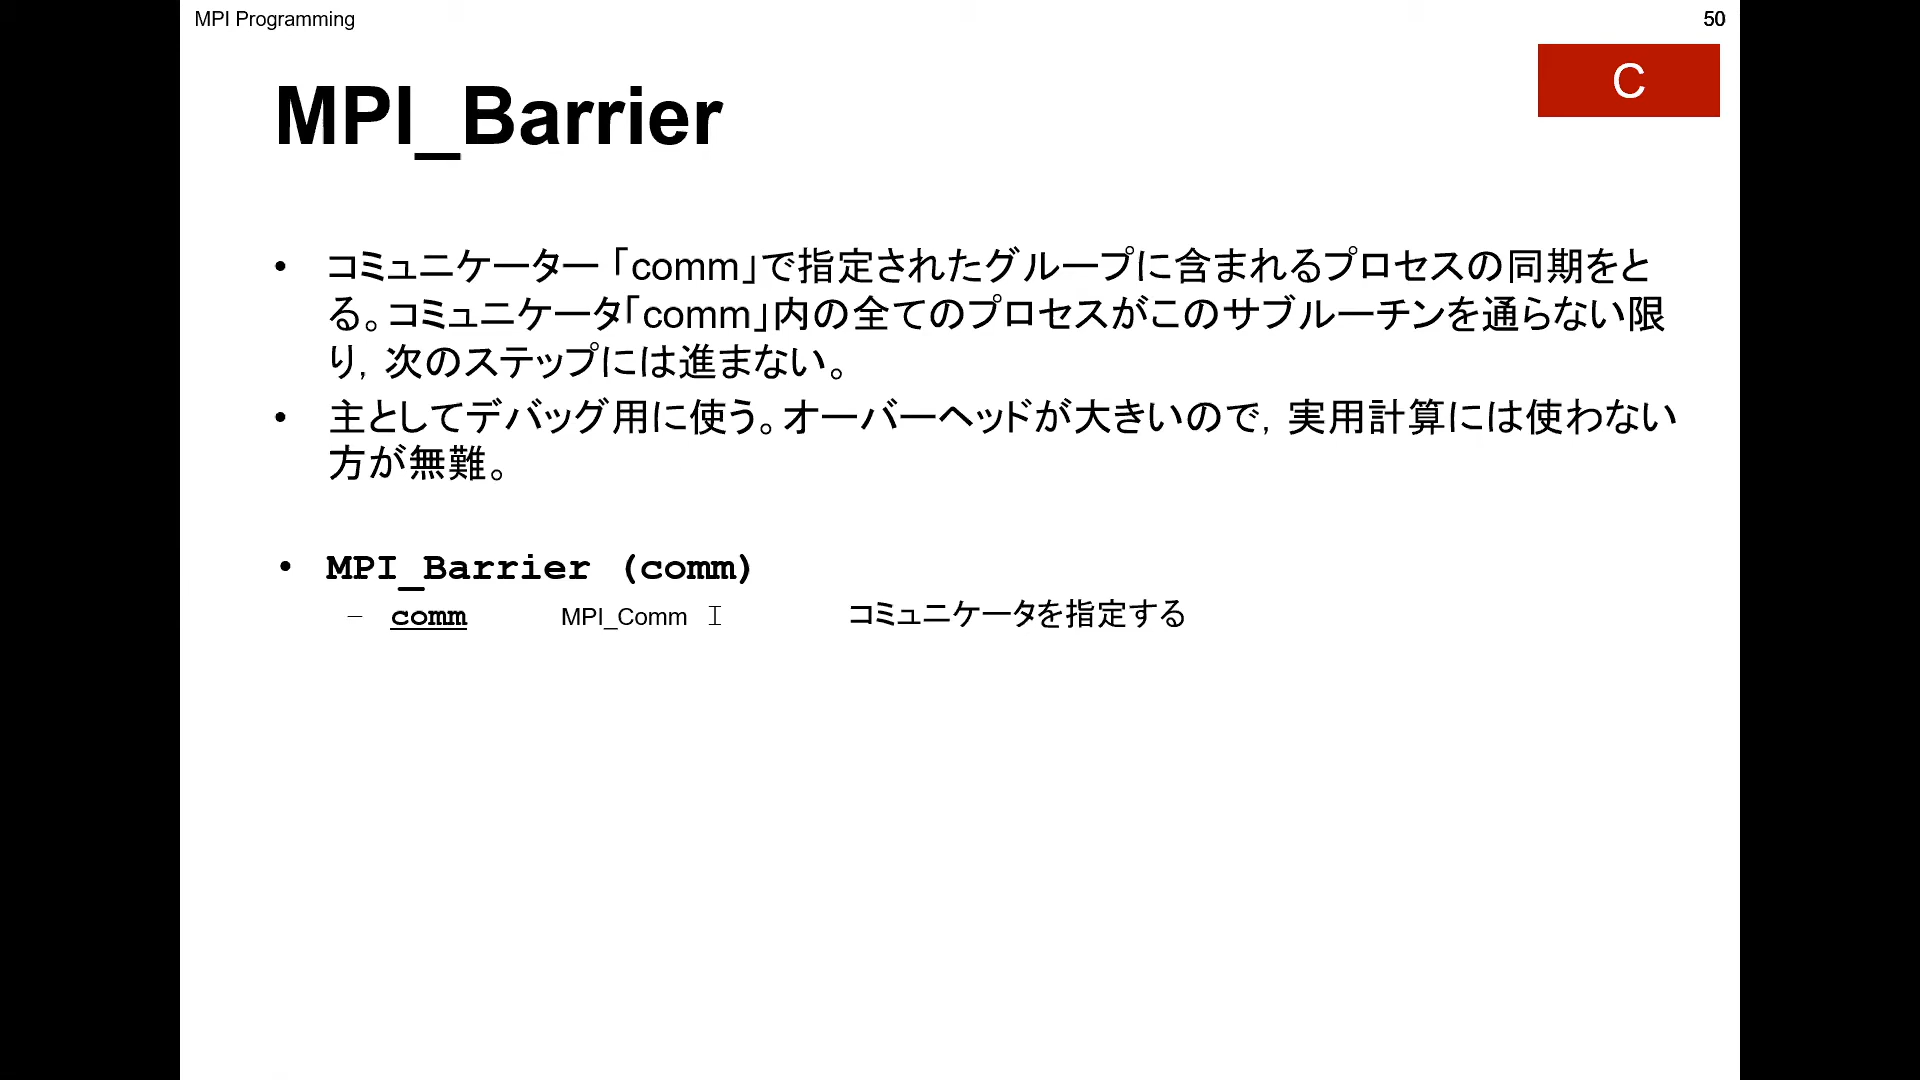 MPI Programming
50
C
MPI_Barrier
• コミュニケーター「comm」で指定されたグループに含まれるプロセスの同期をと
る。コミュニケータ「comm」内の全てのプロセスがこのサブルーチンを通らない限
り，次のステップには進まない。
• 主としてデバッグ用に使う。オーバーヘッドが大きいので，実用計算には使わない
方が無難。
• MPI_Barrier (comm)
– comm MPI_Comm I コミュニケータを指定する